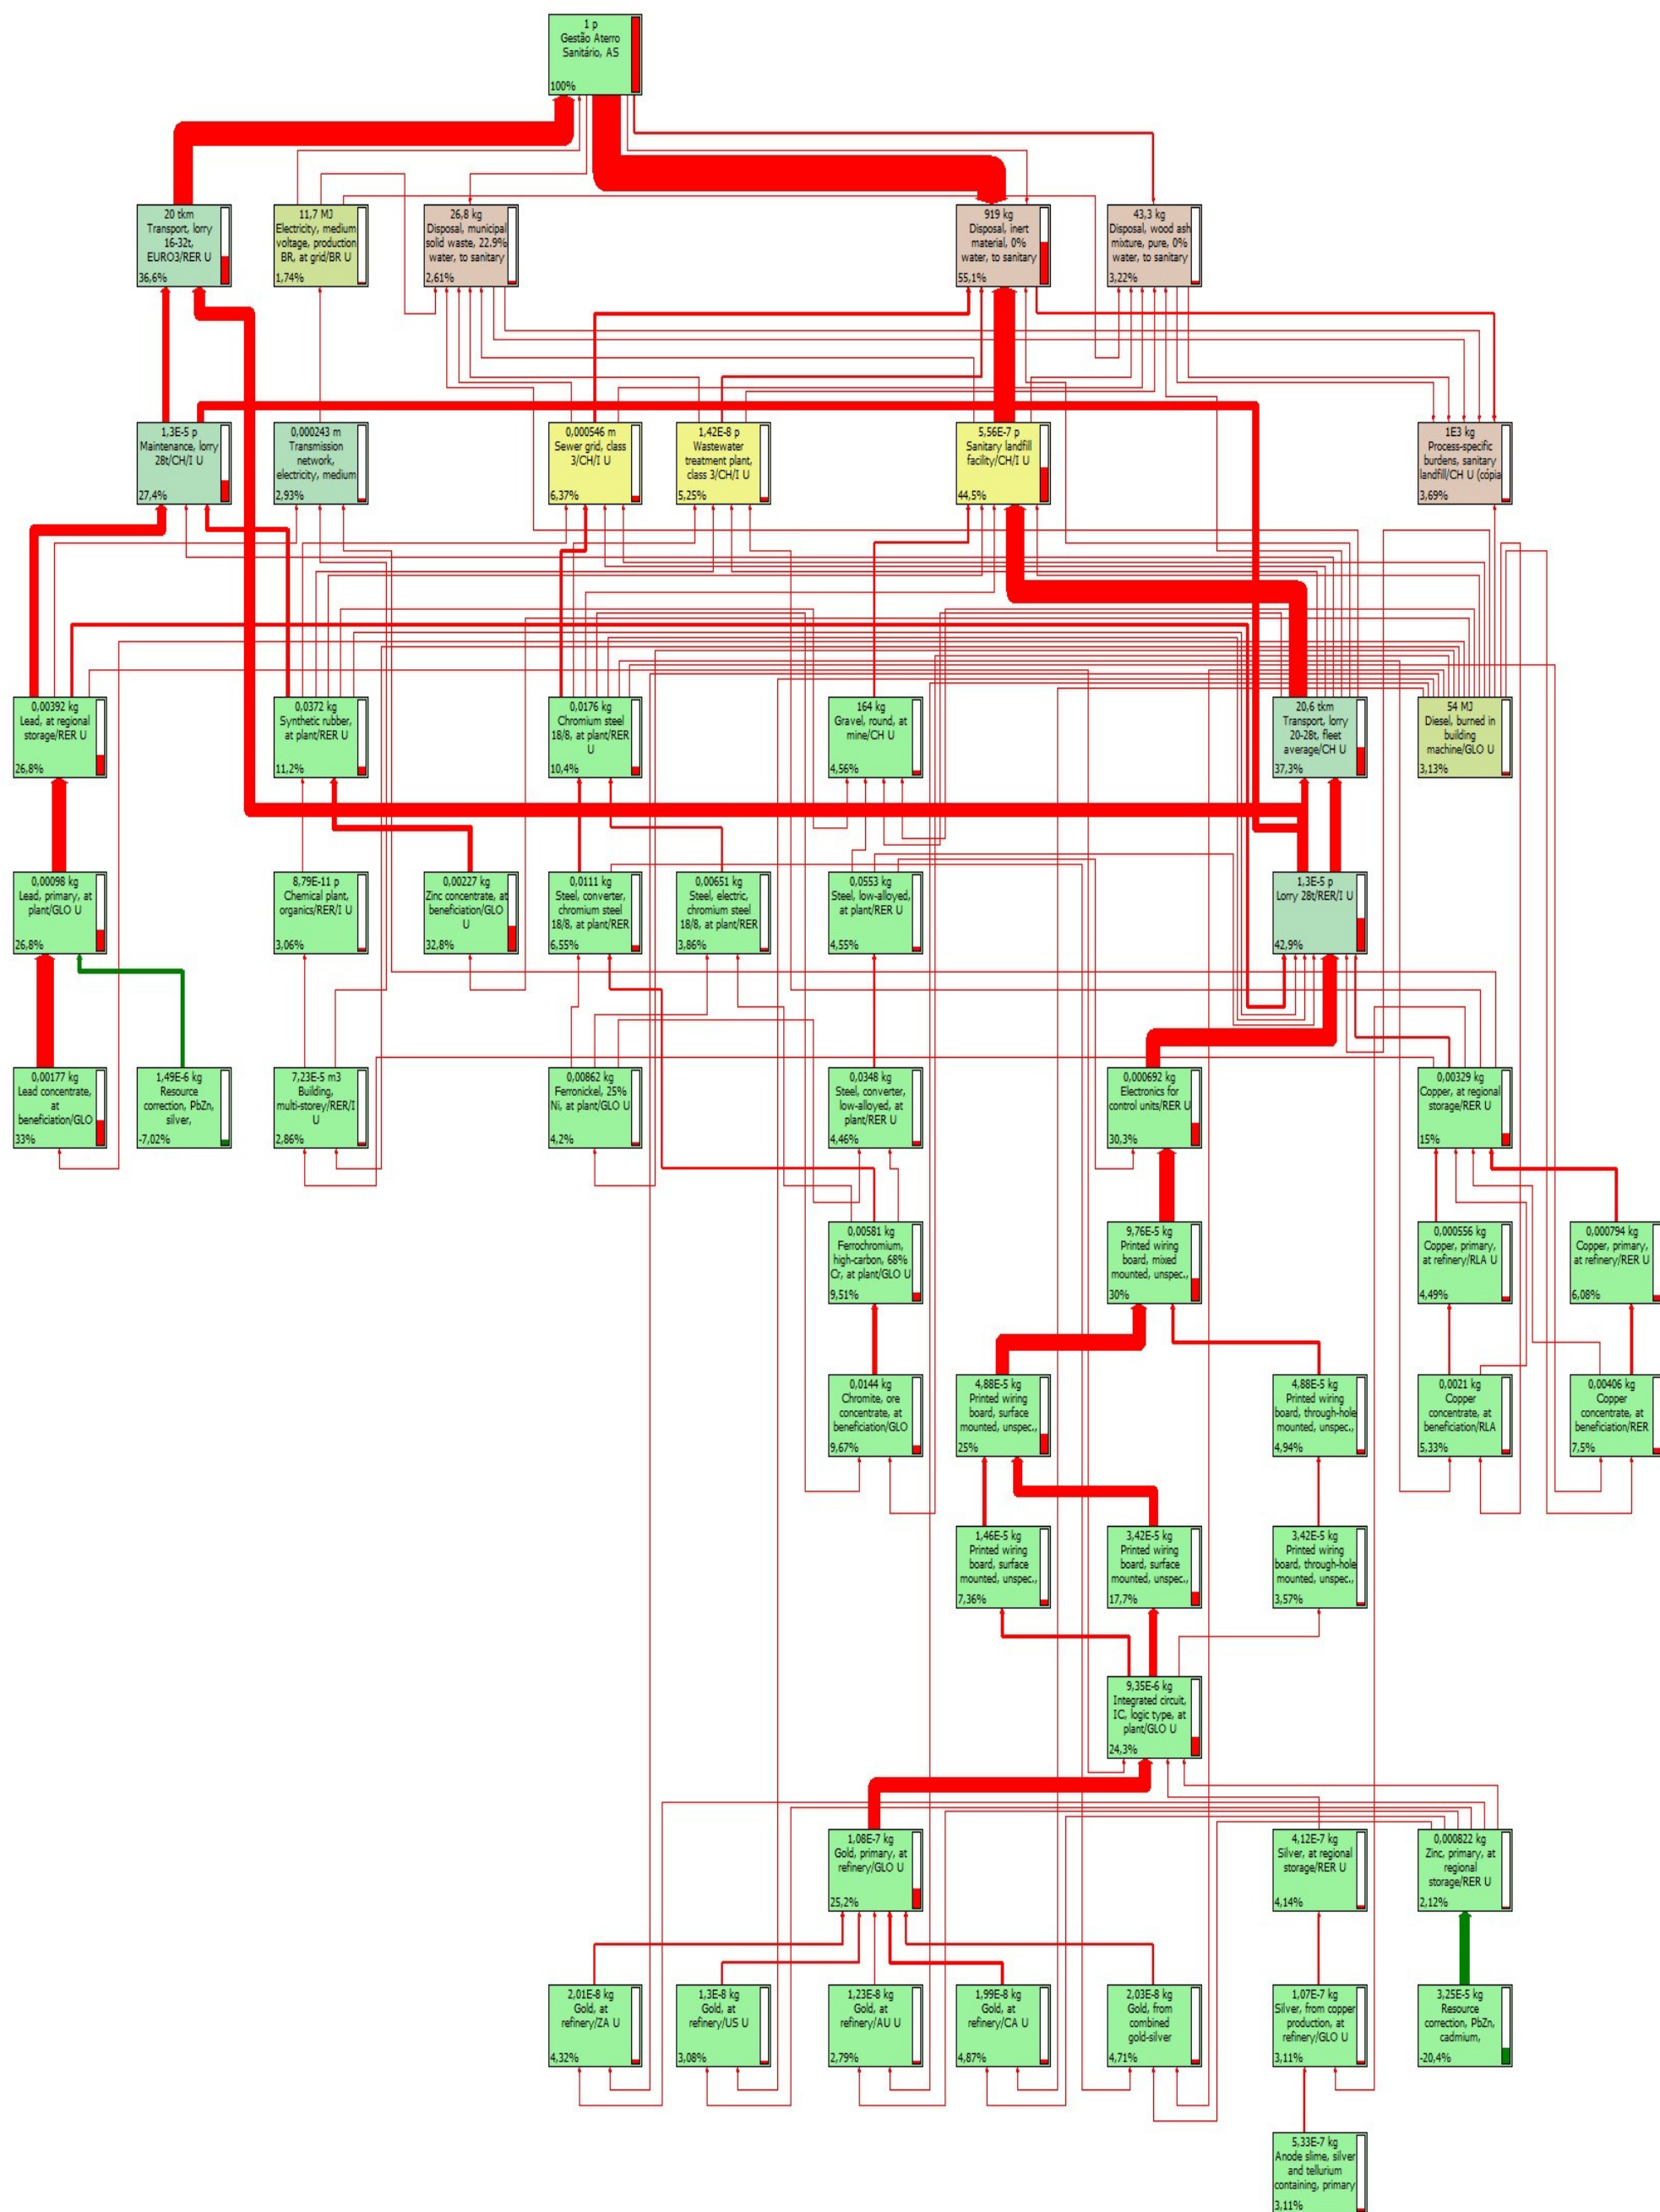 1 p
Gestão Aterro
Sanitário, AS
100%
20 tkm
Transport, lorry
16-32t,
EURO3/RER U
36,6%
11,7 MJ
Electricity, medium
voltage, production
BR, at grid/BR U
1,74%
26,8 kg
Disposal, municipal
solid waste, 22.9%
water, to sanitary
2,61%
919 kg
Disposal, inert
material, 0%
water, to sanitary
55,1%
43,3 kg
Disposal, wood ash
mixture, pure, 0%
water, to sanitary
3,22%
1,3E-5 p
Maintenance, lorry
28t/CH/I U
27,4%
0,000243 m
Transmission
network,
electricity, medium
2,93%
0,000546 m
Sewer grid, class
3/CH/I U
6,37%
1,42E-8 p
Wastewater
treatment plant,
class 3/CH/I U
5,25%
5,56E-7 p
Sanitary landfill
facility/CH/I U
44,5%
1E3 kg
Process-specific
burdens, sanitary
landfill/CH U (cópia
3,69%
0,00392 kg
Lead, at regional
storage/RER U
26,8%
0,0372 kg
Synthetic rubber,
at plant/RER U
11,2%
0,0176 kg
Chromium steel
18/8, at plant/RER
U
10,4%
164 kg
Gravel, round, at
mine/CH U
4,56%
20,6 tkm
Transport, lorry
20-28t, fleet
average/CH U
37,3%
54 MJ
Diesel, burned in
building
machine/GLO U
3,13%
0,00098 kg
Lead, primary, at
plant/GLO U
26,8%
8,79E-11 p
Chemical plant,
organics/RER/I U
3,06%
0,00227 kg
Zinc concentrate, at
beneficiation/GLO
U
32,8%
0,0111 kg
Steel, converter,
chromium steel
18/8, at plant/RER
6,55%
0,00651 kg
Steel, electric,
chromium steel
18/8, at plant/RER
3,86%
0,0553 kg
Steel, low-alloyed,
at plant/RER U
4,55%
1,3E-5 p
Lorry 28t/RER/I U
42,9%
0,00177 kg
Lead concentrate,
at
beneficiation/GLO
33%
1,49E-6 kg
Resource
correction, PbZn,
silver,
-7,02%
7,23E-5 m3
Building,
multi-storey/RER/I
U
2,86%
0,00862 kg
Ferronickel, 25%
Ni, at plant/GLO U
4,2%
0,0348 kg
Steel, converter,
low-alloyed, at
plant/RER U
4,46%
0,000692 kg
Electronics for
control units/RER U
30,3%
0,00329 kg
Copper, at regional
storage/RER U
15%
0,00581 kg
Ferrochromium,
high-carbon, 68%
Cr, at plant/GLO U
9,51%
9,76E-5 kg
Printed wiring
board, mixed
mounted, unspec.,
30%
0,000556 kg
Copper, primary,
at refinery/RLA U
4,49%
0,000794 kg
Copper, primary,
at refinery/RER U
6,08%
0,0144 kg
Chromite, ore
concentrate, at
beneficiation/GLO
9,67%
4,88E-5 kg
Printed wiring
board, surface
mounted, unspec.,
25%
4,88E-5 kg
Printed wiring
board, through-hole
mounted, unspec.,
4,94%
0,0021 kg
Copper
concentrate, at
beneficiation/RLA
5,33%
0,00406 kg
Copper
concentrate, at
beneficiation/RER
7,5%
1,46E-5 kg
Printed wiring
board, surface
mounted, unspec.,
7,36%
3,42E-5 kg
Printed wiring
board, surface
mounted, unspec.,
17,7%
3,42E-5 kg
Printed wiring
board, through-hole
mounted, unspec.,
3,57%
9,35E-6 kg
Integrated circuit,
IC, logic type, at
plant/GLO U
24,3%
1,08E-7 kg
Gold, primary, at
refinery/GLO U
25,2%
4,12E-7 kg
Silver, at regional
storage/RER U
4,14%
0,000822 kg
Zinc, primary, at
regional
storage/RER U
2,12%
2,01E-8 kg
Gold, at
refinery/ZA U
4,32%
1,3E-8 kg
Gold, at
refinery/US U
3,08%
1,23E-8 kg
Gold, at
refinery/AU U
2,79%
1,99E-8 kg
Gold, at
refinery/CA U
4,87%
2,03E-8 kg
Gold, from
combined
gold-silver
4,71%
1,07E-7 kg
Silver, from copper
production, at
refinery/GLO U
3,11%
3,25E-5 kg
Resource
correction, PbZn,
cadmium,
-20,4%
5,33E-7 kg
Anode slime, silver
and tellurium
containing, primary
3,11%